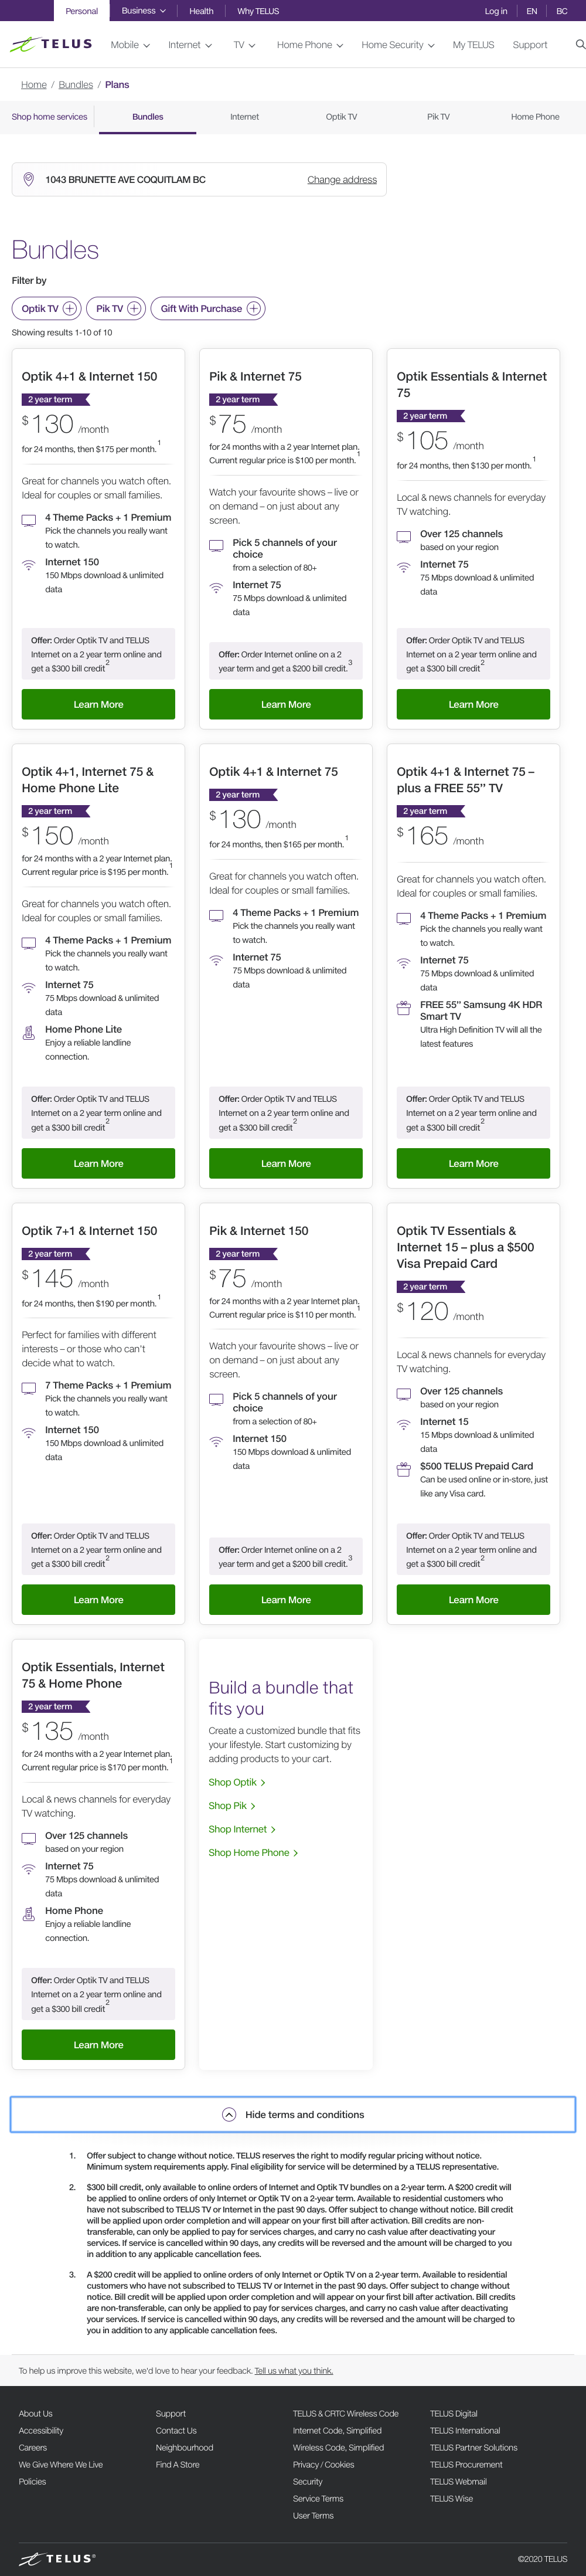 Personal
Business
Health
Why TELUS
Log in
EN
BC
TELUS
Mobile
Internet
TV
Home Phone
Home Security
My TELUS
Support
Home / Bundles / Plans
Shop home services
Bundles
Internet
Optik TV
Pik TV
Home Phone
1043 BRUNETTE AVE COQUITLAM BC
Change address
Bundles
Filter by
Optik TV
Pik TV
Gift With Purchase
Showing results 1-10 of 10
Optik 4+1 & Internet 150
2 year term
$130 /month
for 24 months, then $175 per month.1
Great for channels you watch often.
Ideal for couples or small families.
4 Theme Packs + 1 Premium
Pick the channels you really want
to watch.
Internet 150
150 Mbps download & unlimited
data
Offer: Order Optik TV and TELUS
Internet on a 2 year term online and
get a $300 bill credit2
Learn More
Pik & Internet 75
2 year term
$75 /month
for 24 months with a 2 year Internet plan.
Current regular price is $100 per month.1
Watch your favourite shows – live or
on demand – on just about any
screen.
Pick 5 channels of your
choice
from a selection of 80+
Internet 75
75 Mbps download & unlimited
data
Offer: Order Internet online on a 2
year term and get a $200 bill credit.3
Learn More
Optik Essentials & Internet
75
2 year term
$105 /month
for 24 months, then $130 per month.1
Local & news channels for everyday
TV watching.
Over 125 channels
based on your region
Internet 75
75 Mbps download & unlimited
data
Offer: Order Optik TV and TELUS
Internet on a 2 year term online and
get a $300 bill credit2
Learn More
Optik 4+1, Internet 75 &
Home Phone Lite
2 year term
$150 /month
for 24 months with a 2 year Internet plan.
Current regular price is $195 per month.1
Great for channels you watch often.
Ideal for couples or small families.
4 Theme Packs + 1 Premium
Pick the channels you really want
to watch.
Internet 75
75 Mbps download & unlimited
data
Home Phone Lite
Enjoy a reliable landline
connection.
Offer: Order Optik TV and TELUS
Internet on a 2 year term online and
get a $300 bill credit2
Learn More
Optik 4+1 & Internet 75
2 year term
$130 /month
for 24 months, then $165 per month.1
Great for channels you watch often.
Ideal for couples or small families.
4 Theme Packs + 1 Premium
Pick the channels you really want
to watch.
Internet 75
75 Mbps download & unlimited
data
Offer: Order Optik TV and TELUS
Internet on a 2 year term online and
get a $300 bill credit2
Learn More
Optik 4+1 & Internet 75 –
plus a FREE 55” TV
2 year term
$165 /month
Great for channels you watch often.
Ideal for couples or small families.
4 Theme Packs + 1 Premium
Pick the channels you really want
to watch.
Internet 75
75 Mbps download & unlimited
data
FREE 55” Samsung 4K HDR
Smart TV
Ultra High Definition TV will all the
latest features
Offer: Order Optik TV and TELUS
Internet on a 2 year term online and
get a $300 bill credit2
Learn More
Optik 7+1 & Internet 150
2 year term
$145 /month
for 24 months, then $190 per month.1
Perfect for families with different
interests – or those who can't
decide what to watch.
7 Theme Packs + 1 Premium
Pick the channels you really want
to watch.
Internet 150
150 Mbps download & unlimited
data
Offer: Order Optik TV and TELUS
Internet on a 2 year term online and
get a $300 bill credit2
Learn More
Pik & Internet 150
2 year term
$75 /month
for 24 months with a 2 year Internet plan.
Current regular price is $110 per month.1
Watch your favourite shows – live or
on demand – on just about any
screen.
Pick 5 channels of your
choice
from a selection of 80+
Internet 150
150 Mbps download & unlimited
data
Offer: Order Internet online on a 2
year term and get a $200 bill credit.3
Learn More
Optik TV Essentials &
Internet 15 – plus a $500
Visa Prepaid Card
2 year term
$120 /month
Local & news channels for everyday
TV watching.
Over 125 channels
based on your region
Internet 15
15 Mbps download & unlimited
data
$500 TELUS Prepaid Card
Can be used online or in-store, just
like any Visa card.
Offer: Order Optik TV and TELUS
Internet on a 2 year term online and
get a $300 bill credit2
Learn More
Optik Essentials, Internet
75 & Home Phone
2 year term
$135 /month
for 24 months with a 2 year Internet plan.
Current regular price is $170 per month.1
Local & news channels for everyday
TV watching.
Over 125 channels
based on your region
Internet 75
75 Mbps download & unlimited
data
Home Phone
Enjoy a reliable landline
connection.
Offer: Order Optik TV and TELUS
Internet on a 2 year term online and
get a $300 bill credit2
Learn More
Build a bundle that
fits you
Create a customized bundle that fits
your lifestyle. Start customizing by
adding products to your cart.
Shop Optik
Shop Pik
Shop Internet
Shop Home Phone
Hide terms and conditions
1. Offer subject to change without notice. TELUS reserves the right to modify regular pricing without notice.
Minimum system requirements apply. Final eligibility for service will be determined by a TELUS representative.
2. $300 bill credit, only available to online orders of Internet and Optik TV bundles on a 2-year term. A $200 credit will
be applied to online orders of only Internet or Optik TV on a 2-year term. Available to residential customers who
have not subscribed to TELUS TV or Internet in the past 90 days. Offer subject to change without notice. Bill credit
will be applied upon order completion and will appear on your first bill after activation. Bill credits are non-
transferable, can only be applied to pay for services charges, and carry no cash value after deactivating your
services. If service is cancelled within 90 days, any credits will be reversed and the amount will be charged to you
in addition to any applicable cancellation fees.
3. A $200 credit will be applied to online orders of only Internet or Optik TV on a 2-year term. Available to residential
customers who have not subscribed to TELUS TV or Internet in the past 90 days. Offer subject to change without
notice. Bill credit will be applied upon order completion and will appear on your first bill after activation. Bill credits
are non-transferable, can only be applied to pay for services charges, and carry no cash value after deactivating
your services. If service is cancelled within 90 days, any credits will be reversed and the amount will be charged to
you in addition to any applicable cancellation fees.
To help us improve this website, we'd love to hear your feedback. Tell us what you think.
About Us
Accessibility
Careers
We Give Where We Live
Policies
Support
Contact Us
Neighbourhood
Find A Store
TELUS & CRTC Wireless Code
Internet Code, Simplified
Wireless Code, Simplified
Privacy / Cookies
Security
Service Terms
User Terms
TELUS Digital
TELUS International
TELUS Partner Solutions
TELUS Procurement
TELUS Webmail
TELUS Wise
TELUS®
©2020 TELUS